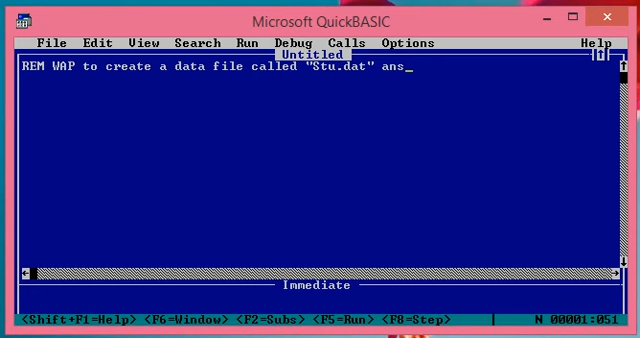 Microsoft QuickBASIC
File Edit View Search Run Debug Calls Options Help
Untitled
REM WAP to create a data file called "Stu.dat" ans_
Immediate
<Shift+F1=Help> <F6=Window> <F2=Subs> <F5=Run> <F8=Step> N 00001:051